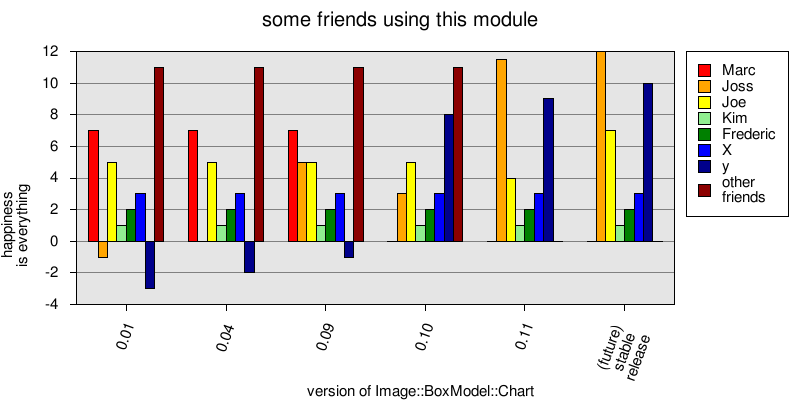 some friends using this module
12
10
8
6
4
2
0
-2
-4
happiness
is everything
0.01
0.04
0.09
0.10
0.11
(future)
stable
release
version of Image::BoxModel::Chart
Marc
Joss
Joe
Kim
Frederic
X
y
other
friends